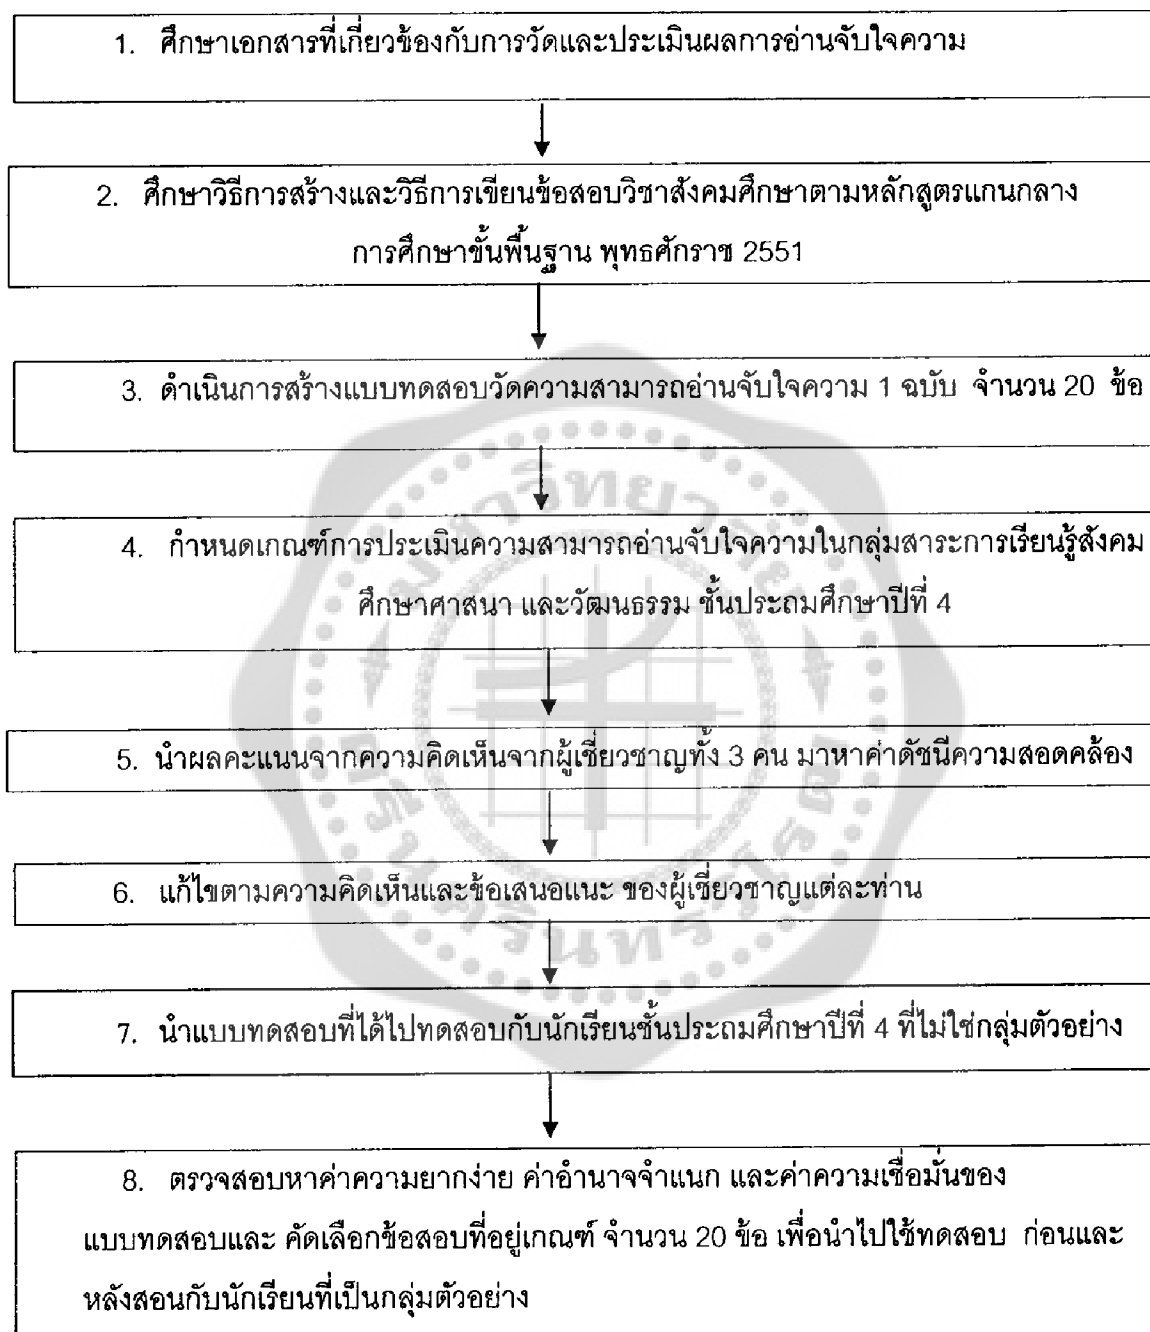 1. ศึกษาเอกสารที่เกี่ยวข้องกับการวัดและประเมินผลการอ่านจับใจความ
2. ศึกษาวิธีการสร้างและวิธีการเขียนข้อสอบวิชาสังคมศึกษาตามหลักสูตรแกนกลาง
การศึกษาขั้นพื้นฐาน พุทธศักราช 2551
3. ดำเนินการสร้างแบบทดสอบวัดความสามารถอ่านจับใจความ 1 ฉบับ จำนวน 20 ข้อ
4. กำหนดเกณฑ์การประเมินความสามารถอ่านจับใจความในกลุ่มสาระการเรียนรู้สังคม
ศึกษาศาสนา และวัฒนธรรม ชั้นประถมศึกษาปีที่ 4
5. นำผลคะแนนจากความคิดเห็นจากผู้เชี่ยวชาญทั้ง 3 คน มาหาค่าดัชนีความสอดคล้อง
6. แก้ไขตามความคิดเห็นและข้อเสนอแนะ ของผู้เชี่ยวชาญแต่ละท่าน
7. นำแบบทดสอบที่ได้ไปทดสอบกับนักเรียนชั้นประถมศึกษาปีที่ 4 ที่ไม่ใช่กลุ่มตัวอย่าง
8. ตรวจสอบหาค่าความยากง่าย ค่าอำนาจจำแนก และค่าความเชื่อมั่นของ
แบบทดสอบและ คัดเลือกข้อสอบที่อยู่เกณฑ์ จำนวน 20 ข้อ เพื่อนำไปใช้ทดสอบ ก่อนและ
หลังสอนกับนักเรียนที่เป็นกลุ่มตัวอย่าง
มหาวิทยาลัย
ศรีนครินทรวิโรฒ